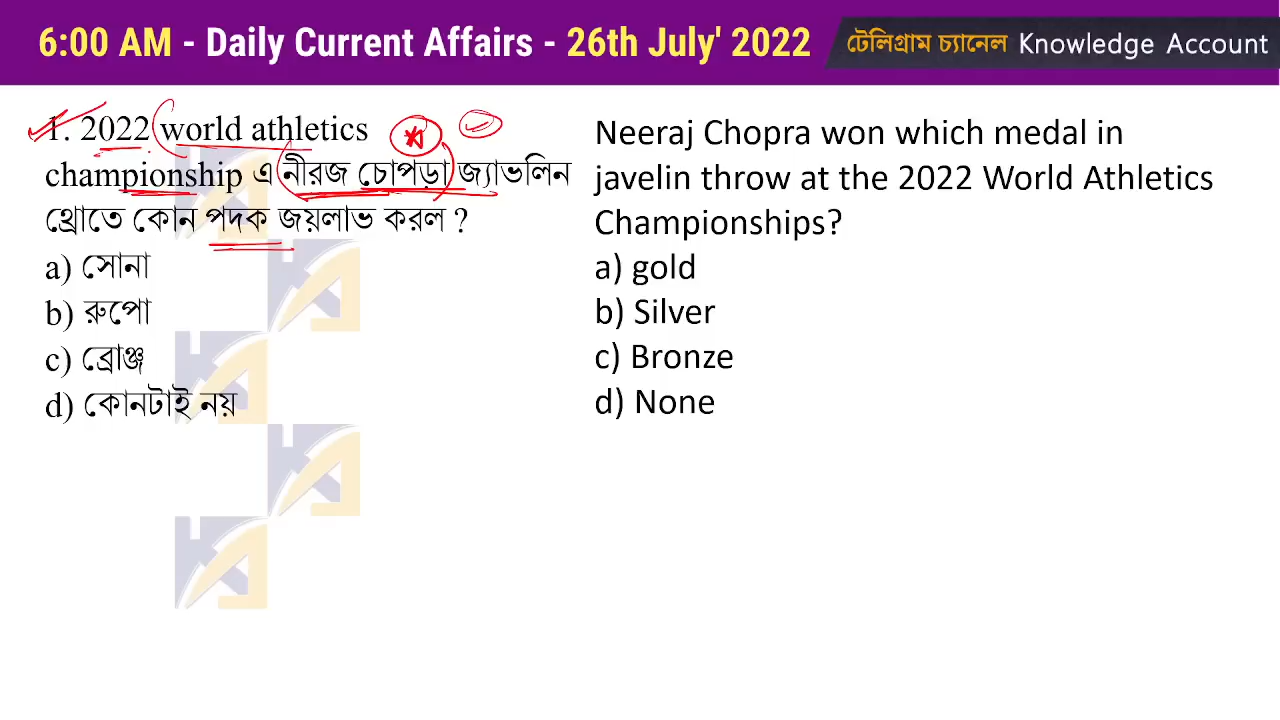 6:00 AM - Daily Current Affairs - 26th July' 2022
টেলিগ্রাম চ্যানেল Knowledge Account
1. 2022 world athletics
championship এ নীরজ চোপড়া জ্যাভলিন
থ্রোতে কোন পদক জয়লাভ করল ?
a) সোনা
b) রুপো
c) ব্রোঞ্জ
d) কোনটাই নয়
Neeraj Chopra won which medal in
javelin throw at the 2022 World Athletics
Championships?
a) gold
b) Silver
c) Bronze
d) None